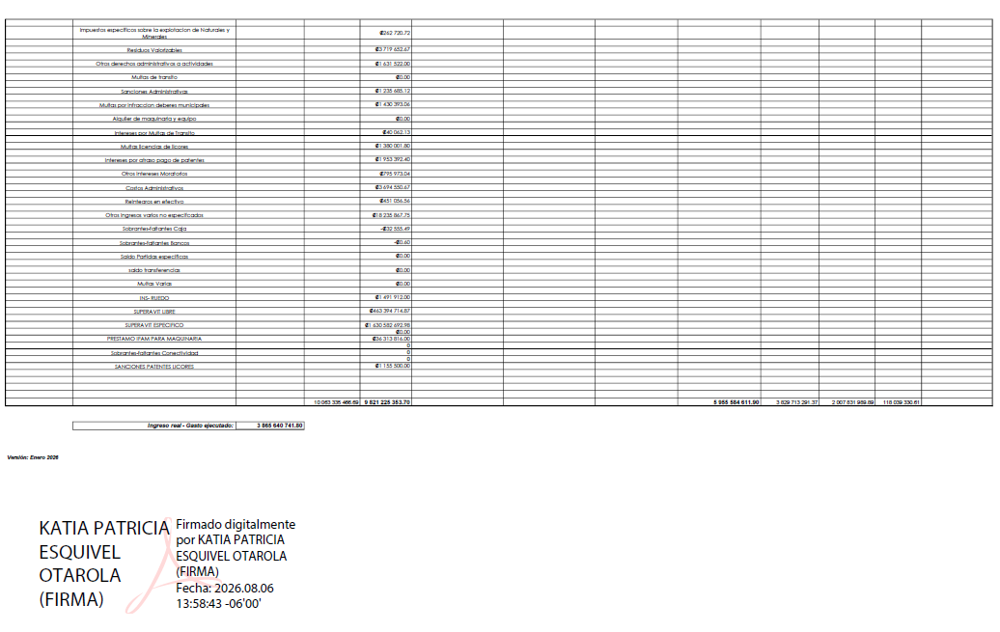 Impuestos específicos sobre la explotacion de Naturales y
Minerales ₡262 720.72
Residuos Valorizables ₡3 719 652.67
Otros derechos administrativos a actividades ₡1 631 522.00
Multas de transito ₡0.00
Sanciones Administrativas ₡1 235 685.12
Multas por infraccion deberes municipales ₡1 430 393.06
Alquiler de maquinaria y equipo ₡0.00
Intereses por Multas de Transito ₡40 062.13
Multas licencias de licores ₡1 380 001.80
Intereses por atraso pago de patentes ₡1 953 392.40
Otros Intereses Moratorios ₡795 973.04
Costos Administrativos ₡3 694 550.67
Reintegros en efectivo ₡451 056.56
Otros ingresos varios no especificados ₡18 235 867.75
Sobrantes-faltantes Caja -₡32 555.49
Sobrantes-faltantes Bancos -₡0.60
Saldo Partidas específicas ₡0.00
saldo transferencias ₡0.00
Multas Varias ₡0.00
INS- RUEDO ₡1 491 912.00
SUPERAVIT LIBRE ₡463 394 714.87
SUPERAVIT ESPECIFICO ₡1 630 582 692.98
₡0.00
PRESTAMO IFAM PARA MAQUINARIA ₡36 313 816.00
0
Sobrantes-faltantes Conectividad 0
0
SANCIONES PATENTES LICORES ₡1 155 500.00
10 053 335 466.69 9 821 225 353.70 5 955 584 611.90 3 829 713 291.37 2 007 831 989.89 118 039 330.61
Ingreso real - Gasto ejecutado: 3 865 640 741.80
Versión: Enero 2026
KATIA PATRICIA
ESQUIVEL
OTAROLA
(FIRMA)
Firmado digitalmente
por KATIA PATRICIA
ESQUIVEL OTAROLA
(FIRMA)
Fecha: 2026.08.06
13:58:43 -06'00'